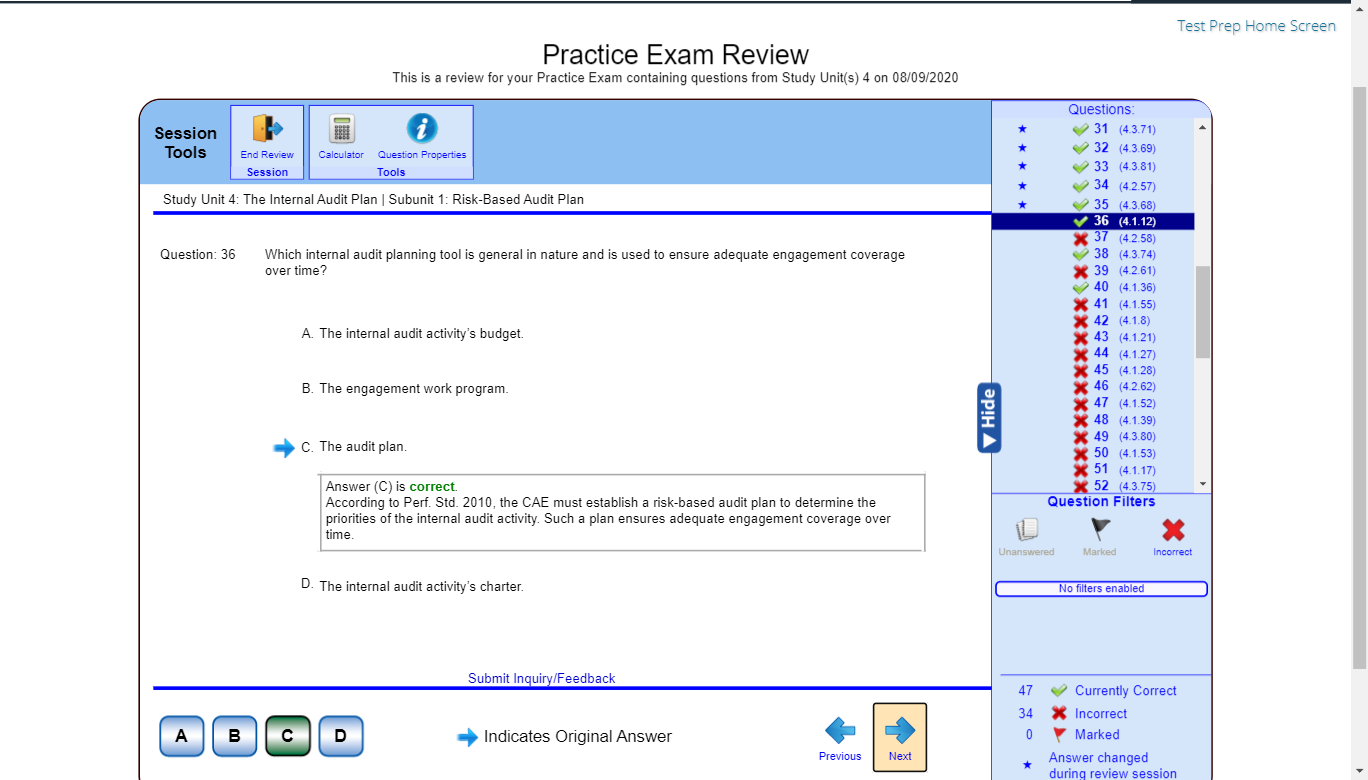 Test Prep Home Screen
Practice Exam Review
This is a review for your Practice Exam containing questions from Study Unit(s) 4 on 08/09/2020
Session
Tools
End Review
Session
Calculator
Question Properties
Tools
Study Unit 4: The Internal Audit Plan | Subunit 1: Risk-Based Audit Plan
Question: 36
Which internal audit planning tool is general in nature and is used to ensure adequate engagement coverage
over time?
A. The internal audit activity's budget.
B. The engagement work program.
C. The audit plan.
Answer (C) is correct.
According to Perf. Std. 2010, the CAE must establish a risk-based audit plan to determine the
priorities of the internal audit activity. Such a plan ensures adequate engagement coverage over
time.
D. The internal audit activity's charter.
Submit Inquiry/Feedback
A B C D
Indicates Original Answer
Previous
Next
Hide
Questions:
31 (4.3.71)
32 (4.3.69)
33 (4.3.81)
34 (4.2.57)
35 (4.3.68)
36 (4.1.12)
37 (4.2.58)
38 (4.3.74)
39 (4.2.61)
40 (4.1.36)
41 (4.1.55)
42 (4.1.8)
43 (4.1.21)
44 (4.1.27)
45 (4.1.28)
46 (4.2.62)
47 (4.1.52)
48 (4.1.39)
49 (4.3.80)
50 (4.1.53)
51 (4.1.17)
52 (4.3.75)
Question Filters
Unanswered
Marked
Incorrect
No filters enabled
47 Currently Correct
34 Incorrect
0 Marked
Answer changed
during review session